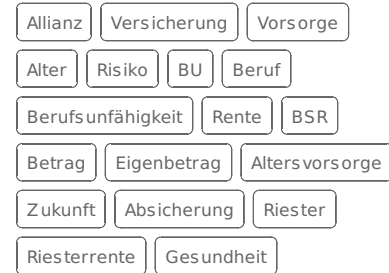 Allianz Versicherung Vorsorge
Alter Risiko BU Beruf
Berufsunfähigkeit Rente BSR
Betrag Eigenbetrag Altersvorsorge
Zukunft Absicherung Riester
Riesterrente Gesundheit